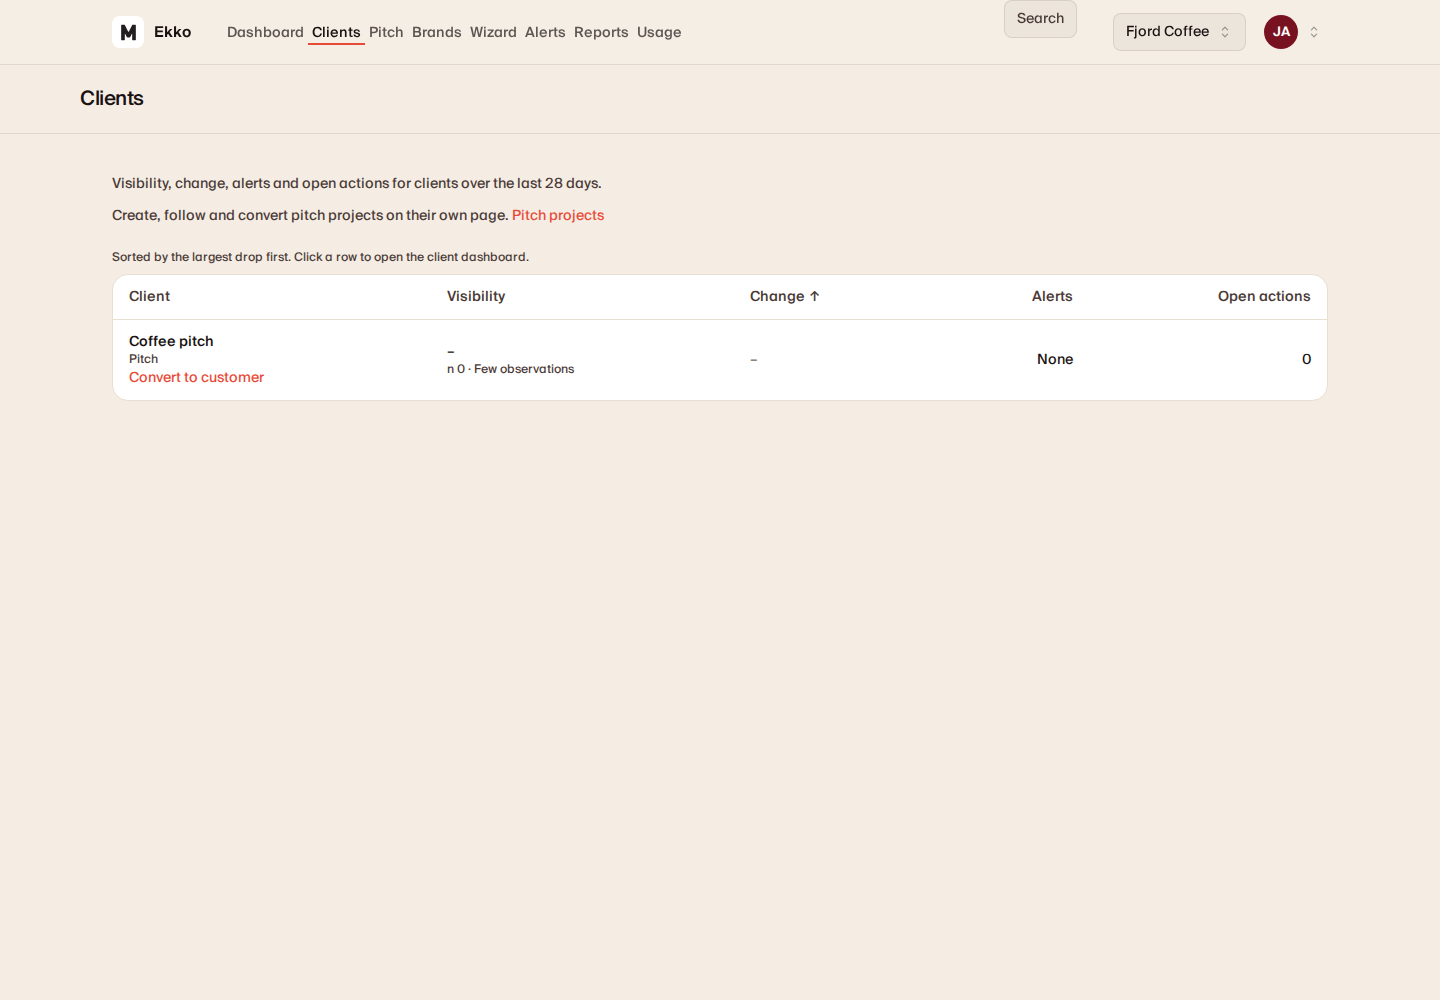 M Ekko Dashboard Clients Pitch Brands Wizard Alerts Reports Usage Search Fjord Coffee JA
Clients
Visibility, change, alerts and open actions for clients over the last 28 days.
Create, follow and convert pitch projects on their own page. Pitch projects
Sorted by the largest drop first. Click a row to open the client dashboard.
Client Visibility Change ↑ Alerts Open actions
Coffee pitch
Pitch
Convert to customer
–
n 0 · Few observations
–
None
0